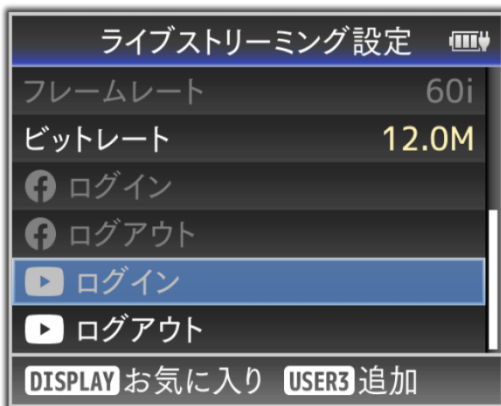 ライブストリーミング設定
フレームレート 60i
ビットレート 12.0M
ログイン
ログアウト
ログイン
ログアウト
DISPLAY お気に入り USER3 追加